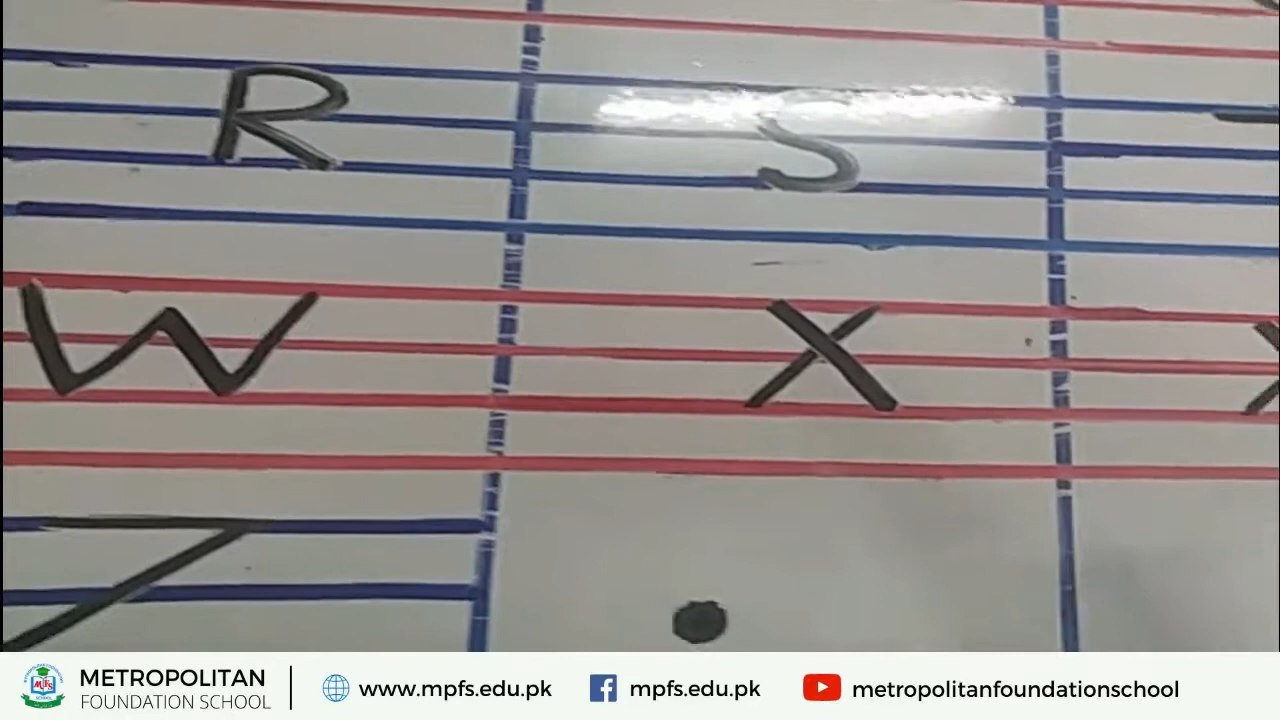 R S
W X
METROPOLITAN
FOUNDATION SCHOOL
www.mpfs.edu.pk
mpfs.edu.pk
metropolitanfoundationschool